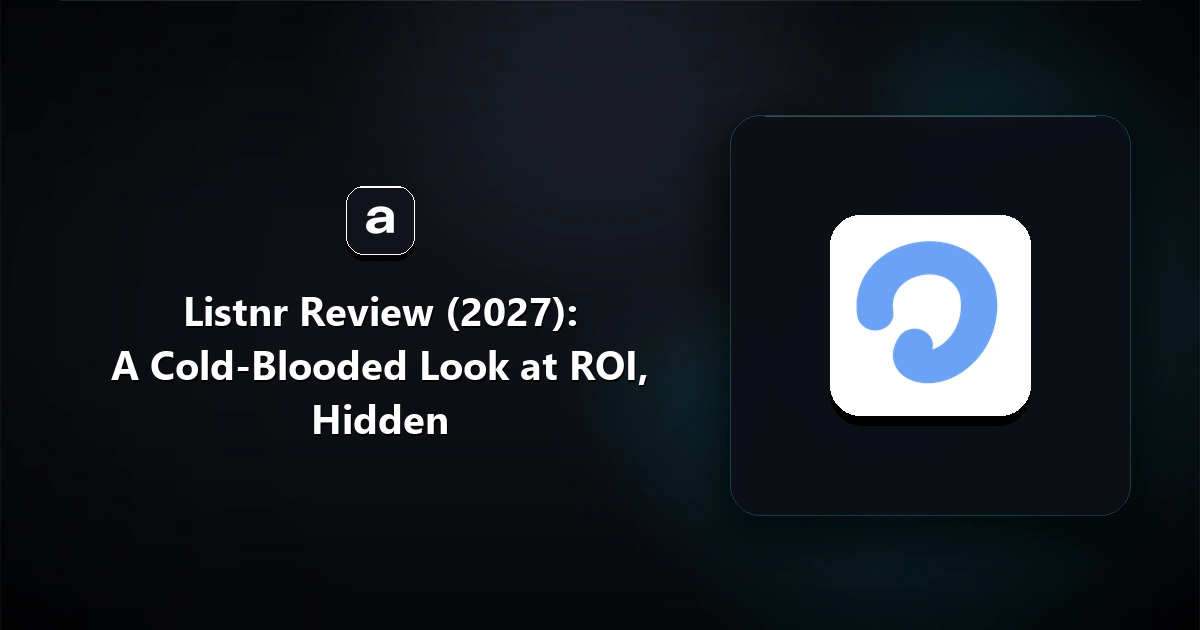 a
Listnr Review (2027):
A Cold-Blooded Look at ROI,
Hidden